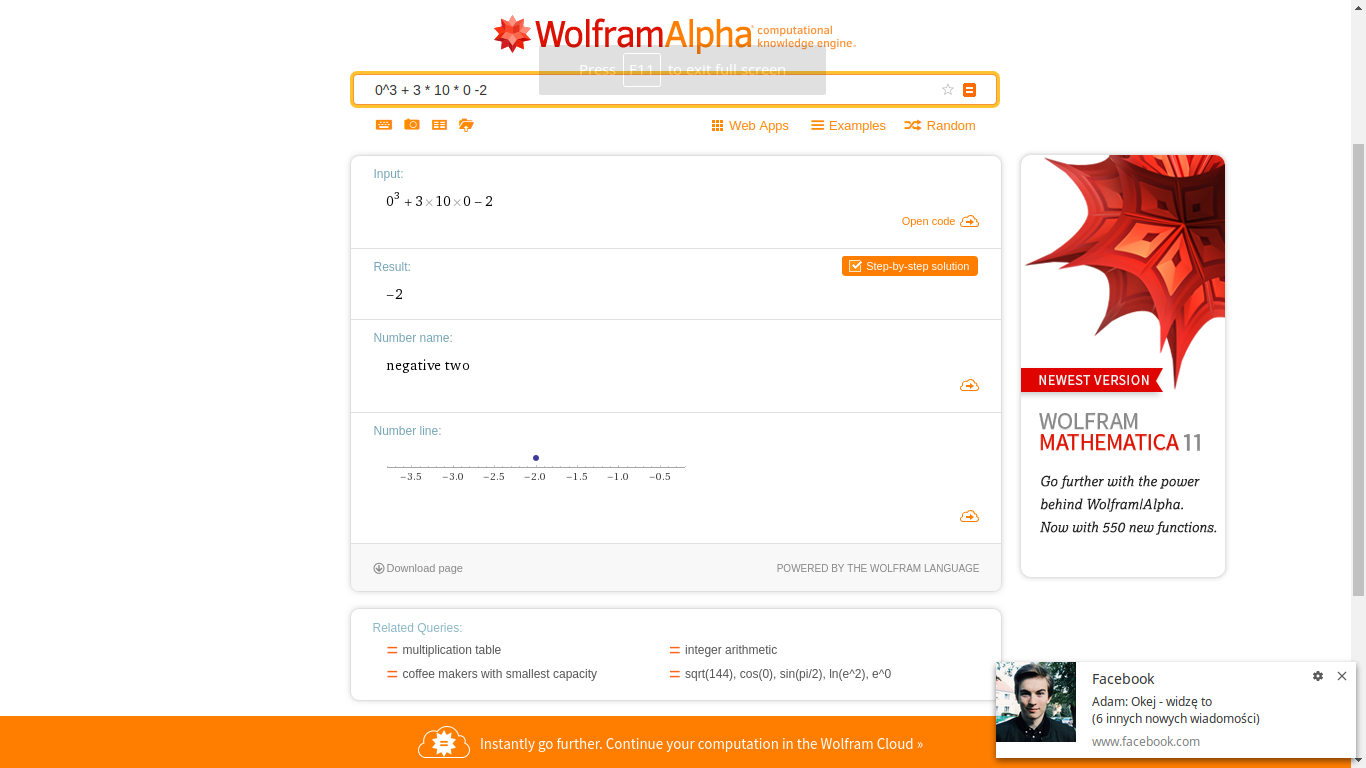 WolframAlpha computational
knowledge engine.
Press F11 to exit full screen
0^3 + 3 * 10 * 0 -2
Web Apps Examples Random
Input:
0³ + 3 × 10 × 0 − 2
Open code
Result:
Step-by-step solution
−2
Number name:
negative two
Number line:
−3.5 −3.0 −2.5 −2.0 −1.5 −1.0 −0.5
Download page
POWERED BY THE WOLFRAM LANGUAGE
Related Queries:
multiplication table
integer arithmetic
coffee makers with smallest capacity
sqrt(144), cos(0), sin(pi/2), ln(e^2), e^0
Instantly go further. Continue your computation in the Wolfram Cloud »
NEWEST VERSION
WOLFRAM
MATHEMATICA 11
Go further with the power
behind Wolfram|Alpha.
Now with 550 new functions.
Facebook
Adam: Okej - widzę to
(6 innych nowych wiadomości)
www.facebook.com